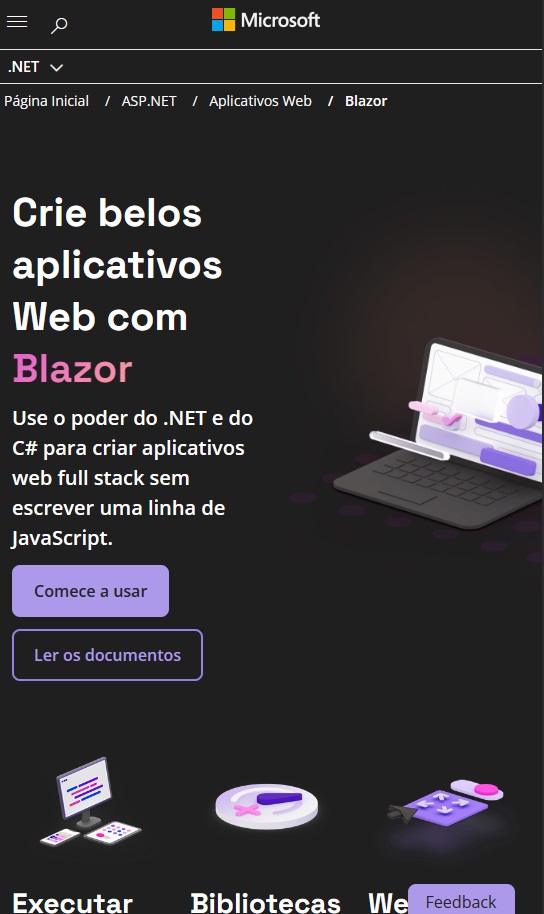 Microsoft
.NET
Página Inicial / ASP.NET / Aplicativos Web / Blazor
Crie belos
aplicativos
Web com
Blazor
Use o poder do .NET e do
C# para criar aplicativos
web full stack sem
escrever uma linha de
JavaScript.
Comece a usar
Ler os documentos
Executar Bibliotecas We
Feedback